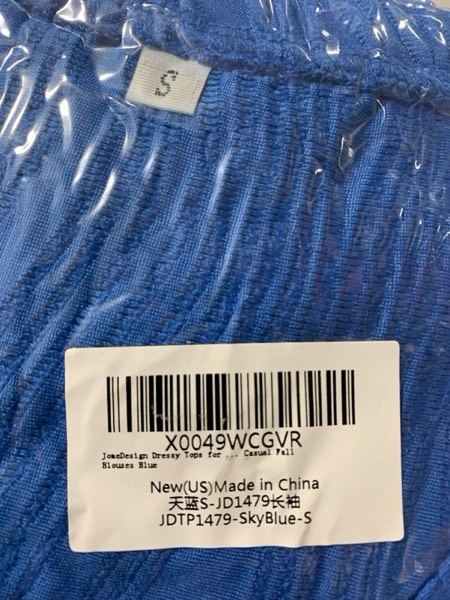 S
X0049WCGVR
JomeDesign Dressy Tops for ... Casual Fall
Blouses Blue
New(US)Made in China
天蓝S-JD1479长袖
JDTP1479-SkyBlue-S